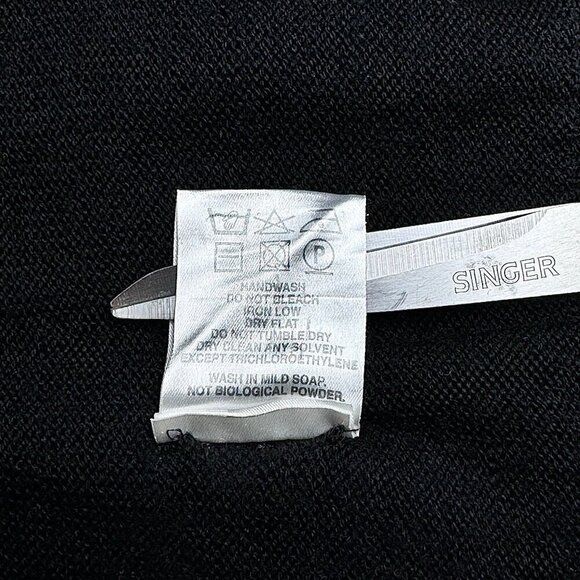 P
SINGER
HANDWASH
DO NOT BLEACH
IRON LOW
DRY FLAT
DO NOT TUMBLE DRY
DRY CLEAN ANY SOLVENT
EXCEPT TRICHLOROETHYLENE
WASH IN MILD SOAP.
NOT BIOLOGICAL POWDER.